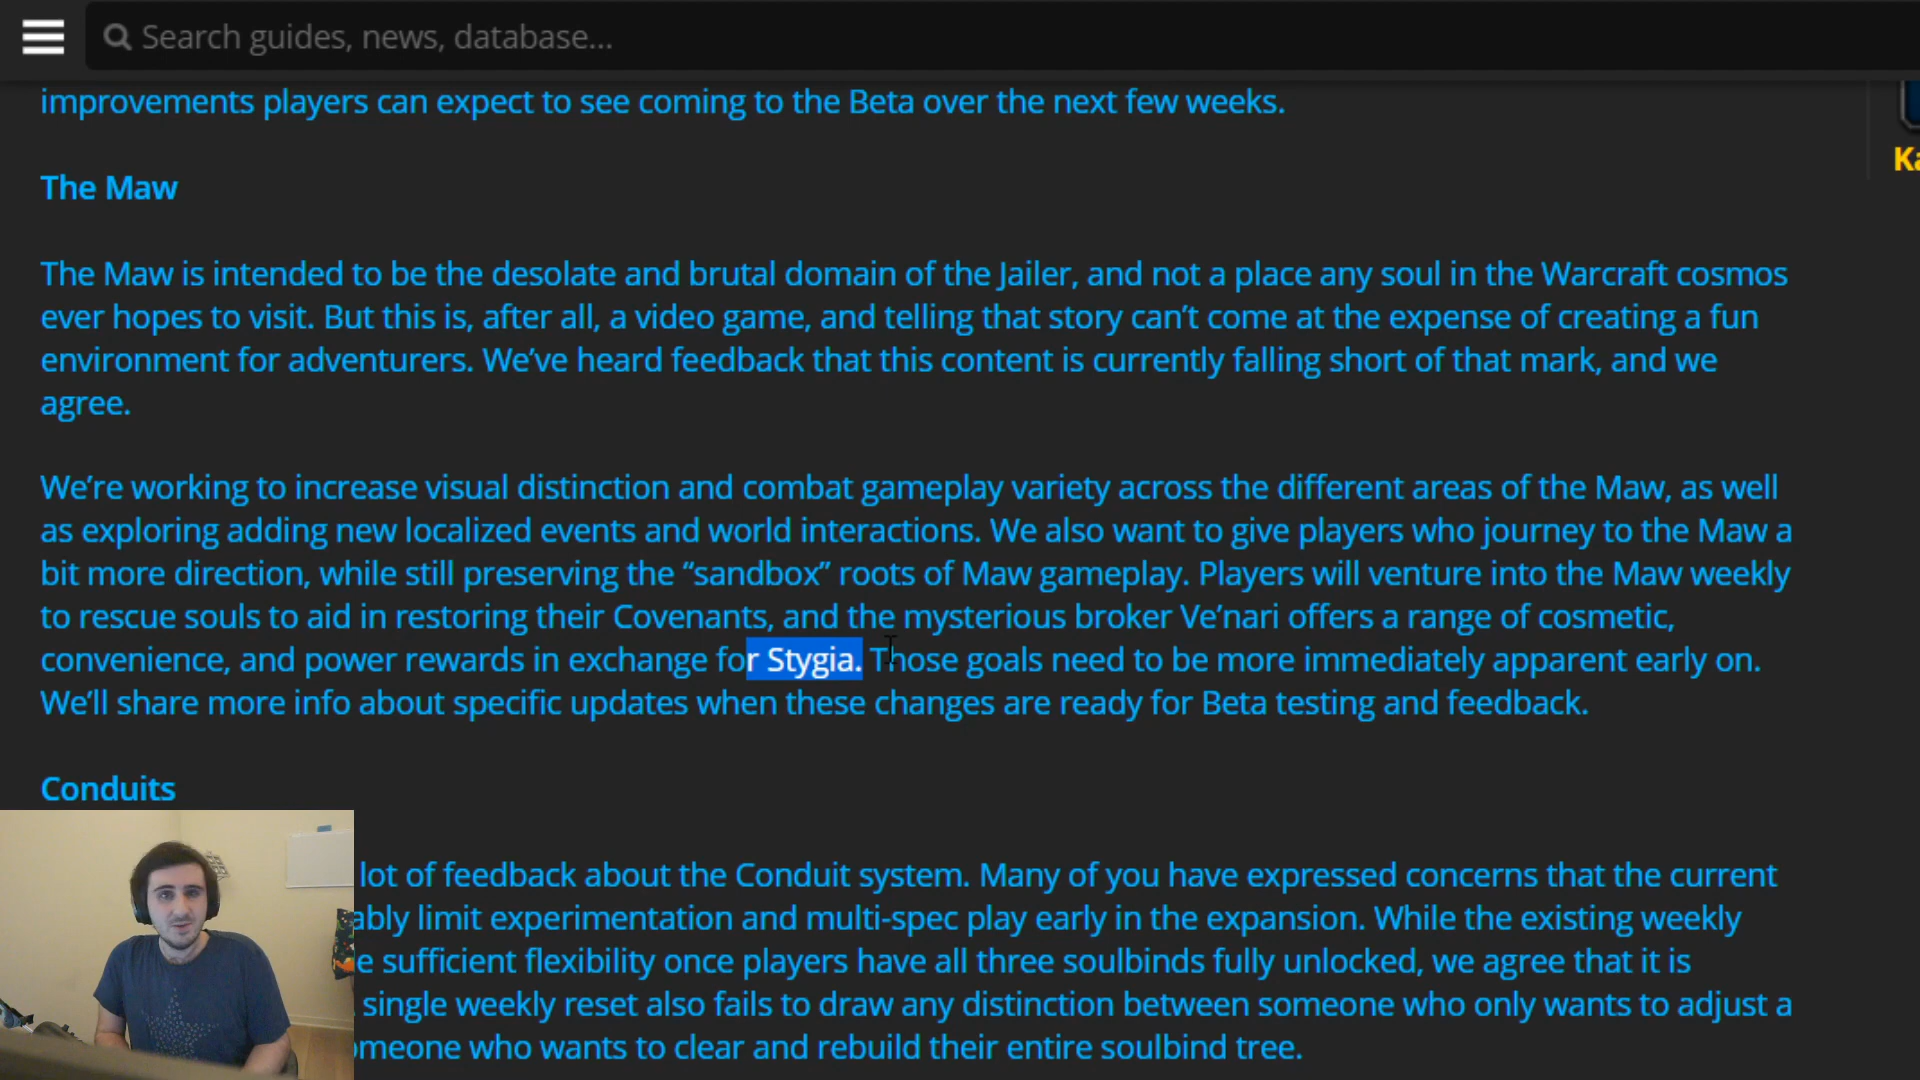 Search guides, news, database...
improvements players can expect to see coming to the Beta over the next few weeks.
Ka
The Maw
The Maw is intended to be the desolate and brutal domain of the Jailer, and not a place any soul in the Warcraft cosmos
ever hopes to visit. But this is, after all, a video game, and telling that story can’t come at the expense of creating a fun
environment for adventurers. We’ve heard feedback that this content is currently falling short of that mark, and we
agree.
We’re working to increase visual distinction and combat gameplay variety across the different areas of the Maw, as well
as exploring adding new localized events and world interactions. We also want to give players who journey to the Maw a
bit more direction, while still preserving the “sandbox” roots of Maw gameplay. Players will venture into the Maw weekly
to rescue souls to aid in restoring their Covenants, and the mysterious broker Ve’nari offers a range of cosmetic,
convenience, and power rewards in exchange for Stygia. Those goals need to be more immediately apparent early on.
We’ll share more info about specific updates when these changes are ready for Beta testing and feedback.
Conduits
lot of feedback about the Conduit system. Many of you have expressed concerns that the current
ably limit experimentation and multi-spec play early in the expansion. While the existing weekly
e sufficient flexibility once players have all three soulbinds fully unlocked, we agree that it is
single weekly reset also fails to draw any distinction between someone who only wants to adjust a
omeone who wants to clear and rebuild their entire soulbind tree.